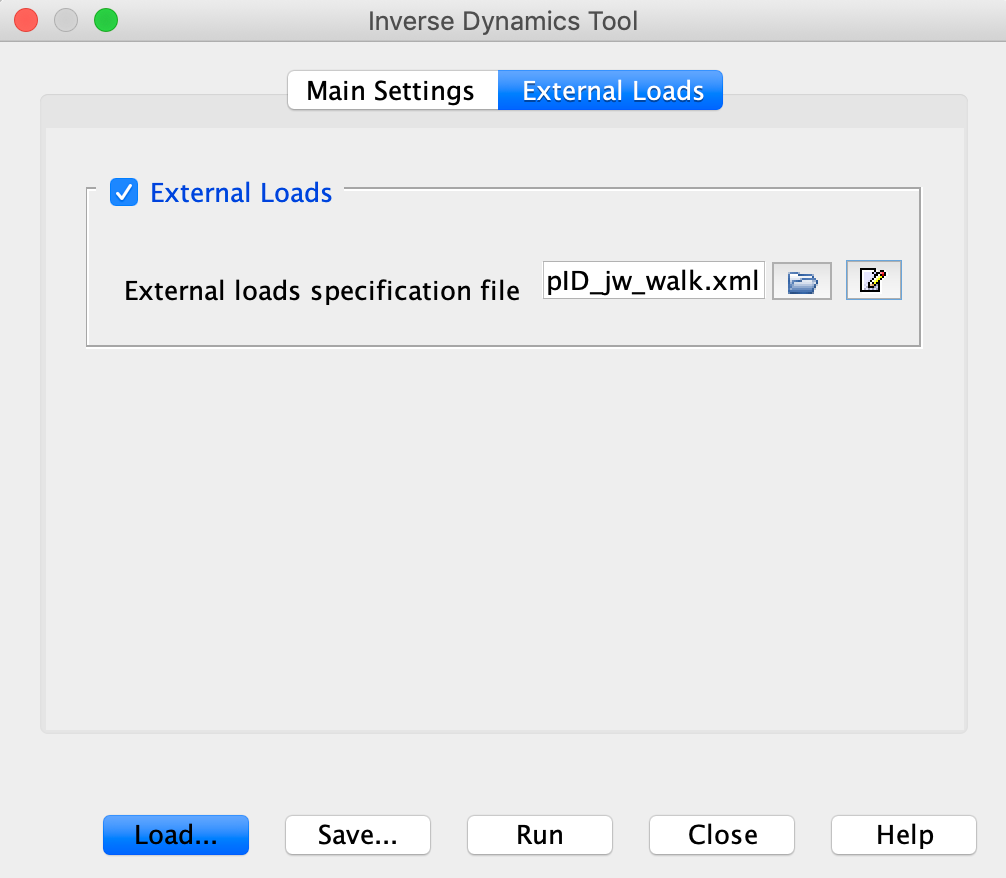 Inverse Dynamics Tool
Main Settings External Loads
External Loads
External loads specification file pID_jw_walk.xml
Load... Save... Run Close Help